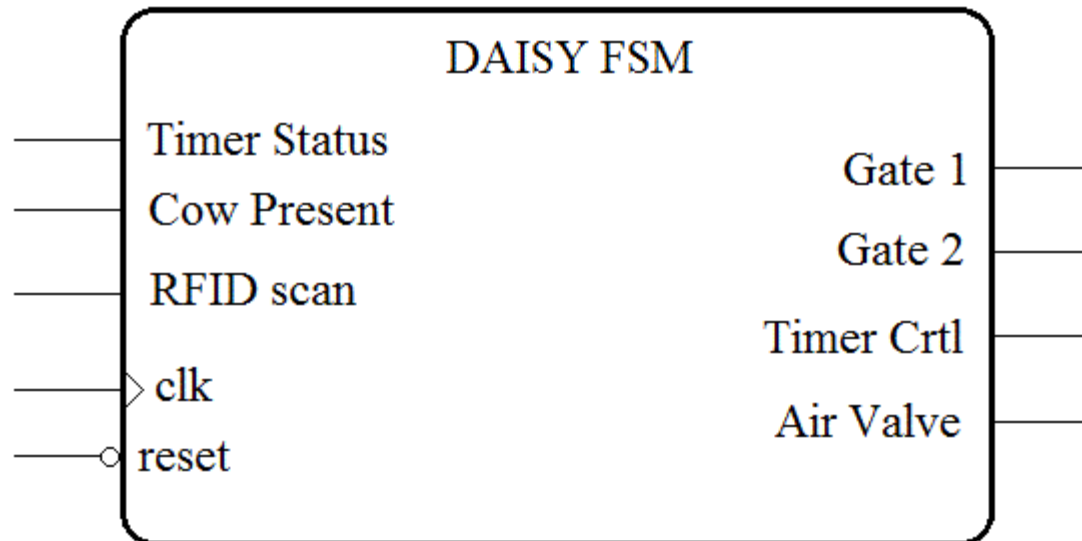 DAISY FSM
Timer Status
Cow Present
RFID scan
clk
reset
Gate 1
Gate 2
Timer Crtl
Air Valve